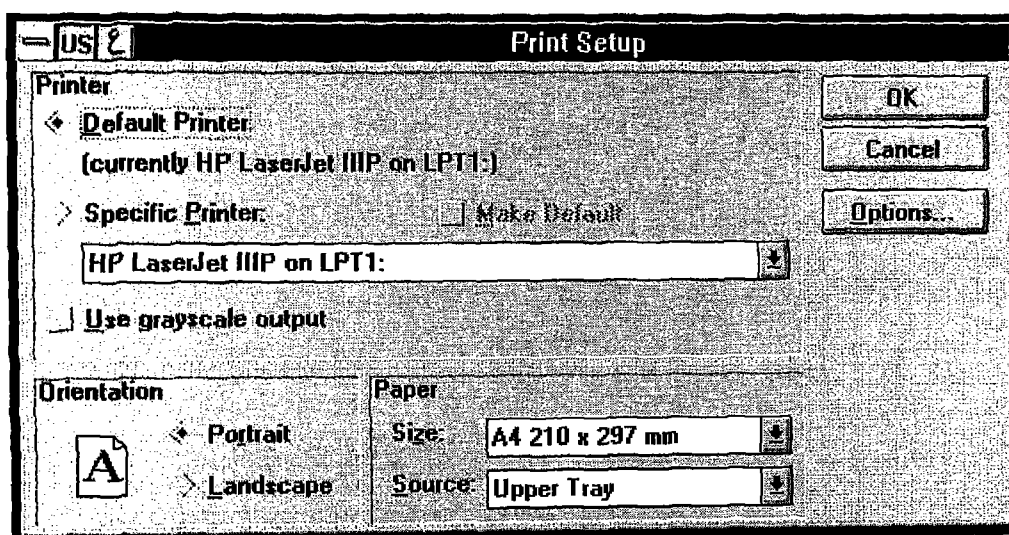 US ع Print Setup
Printer
Default Printer
(currently HP LaserJet IIIP on LPT1:)
Specific Printer: Make Default
HP LaserJet IIIP on LPT1:
Use grayscale output
OK
Cancel
Options...
Orientation
A
Portrait
Landscape
Paper
Size: A4 210 x 297 mm
Source: Upper Tray